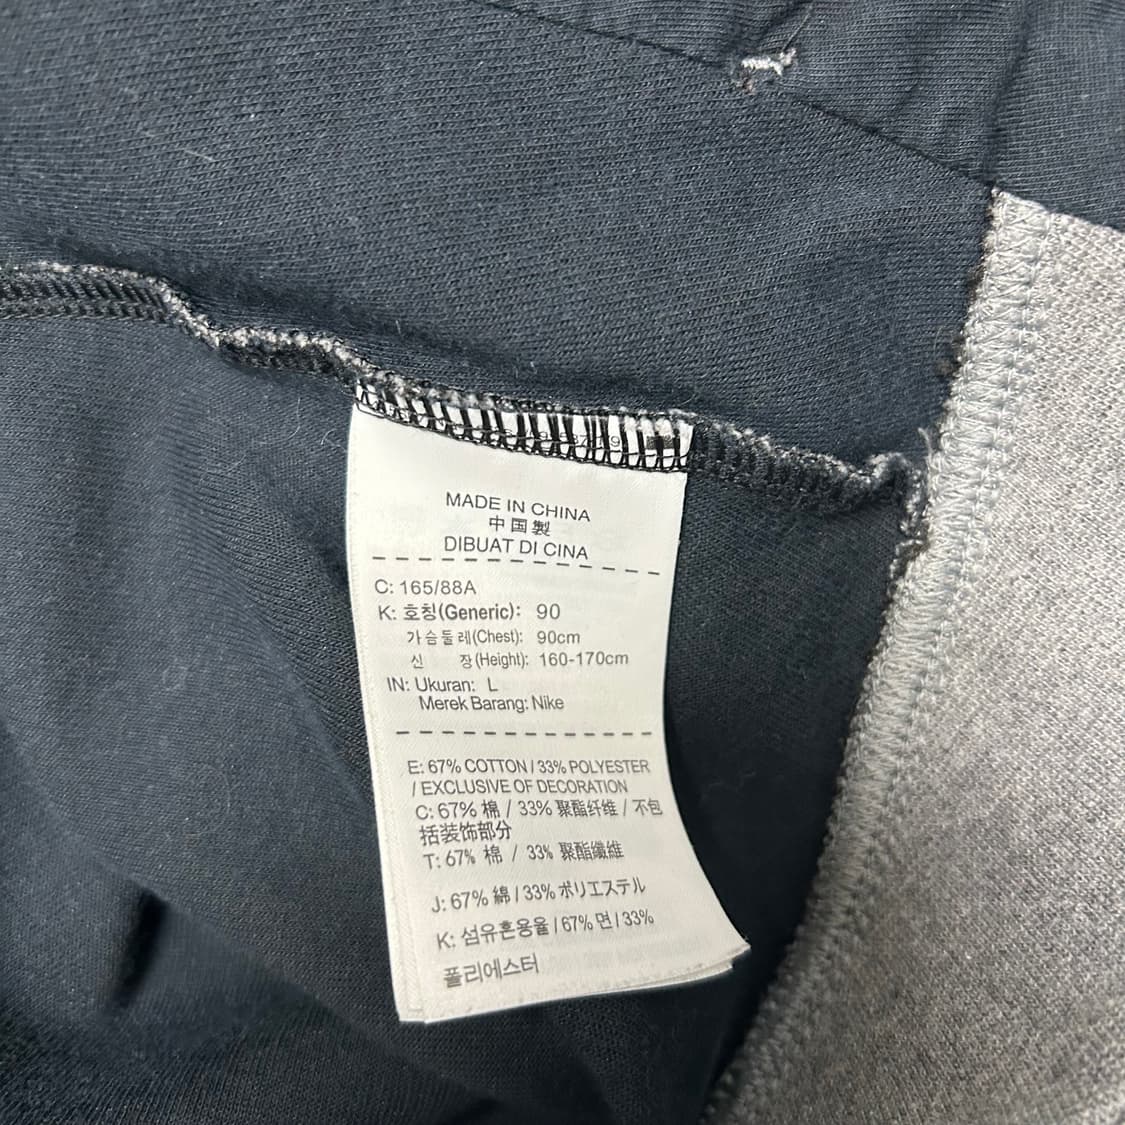 MADE IN CHINA
中国製
DIBUAT DI CINA
C: 165/88A
K: 호칭(Generic): 90
가슴둘레(Chest): 90cm
신 장(Height): 160-170cm
IN: Ukuran: L
Merek Barang: Nike
E: 67% COTTON / 33% POLYESTER
/ EXCLUSIVE OF DECORATION
C: 67% 棉 / 33% 聚酯纤维 / 不包
括装饰部分
T: 67% 棉 / 33% 聚酯纖維
J: 67% 綿 / 33% ポリエステル
K: 섬유혼용율 / 67% 면 / 33%
폴리에스터